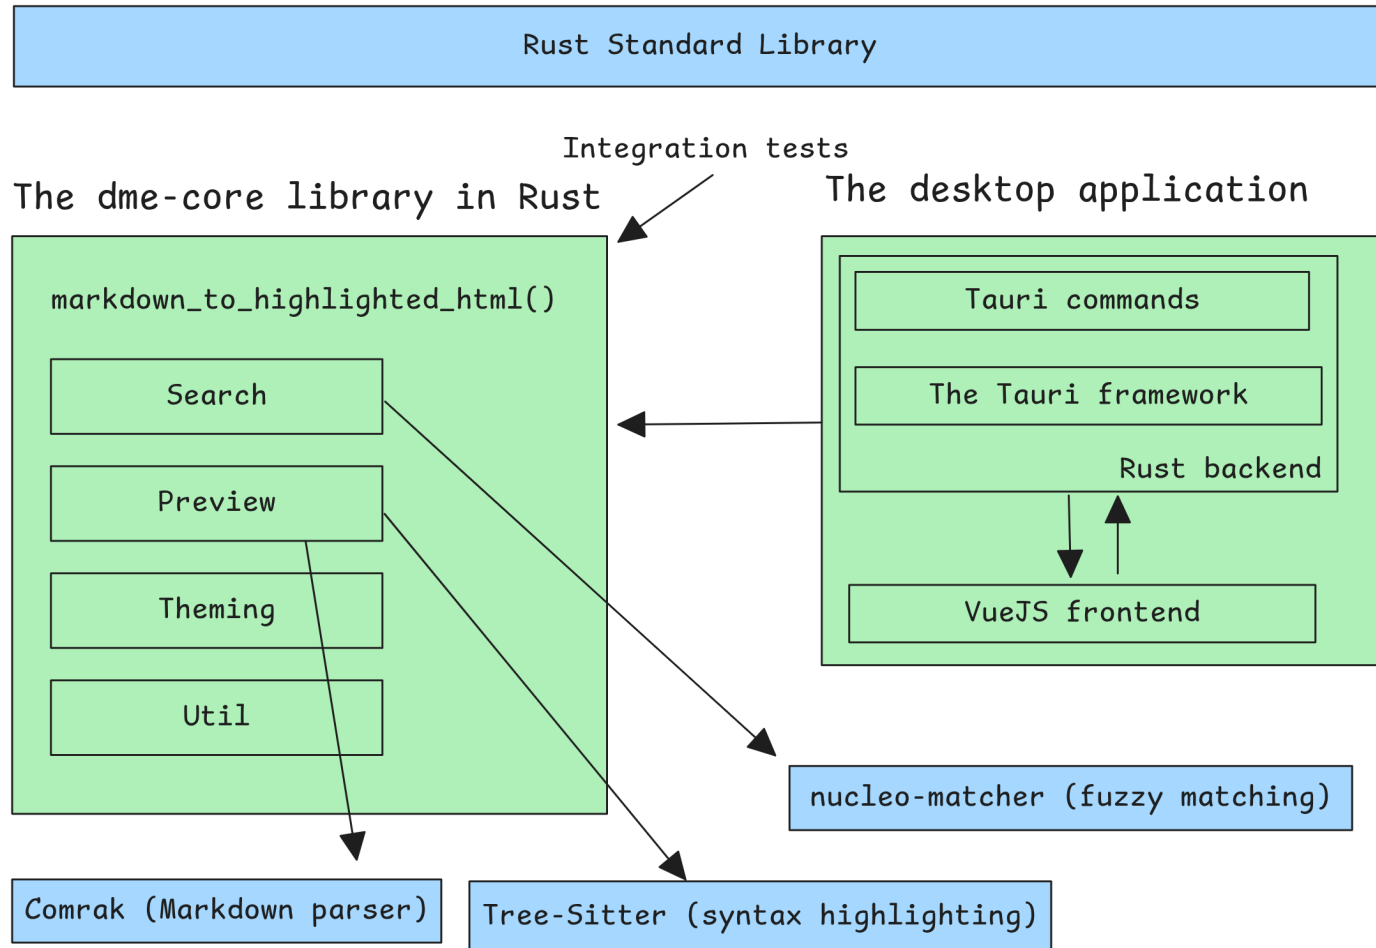 Rust Standard Library
Integration tests
The dme-core library in Rust
The desktop application
markdown_to_highlighted_html()
Search
Preview
Theming
Util
Tauri commands
The Tauri framework
Rust backend
VueJS frontend
nucleo-matcher (fuzzy matching)
Comrak (Markdown parser)
Tree-Sitter (syntax highlighting)